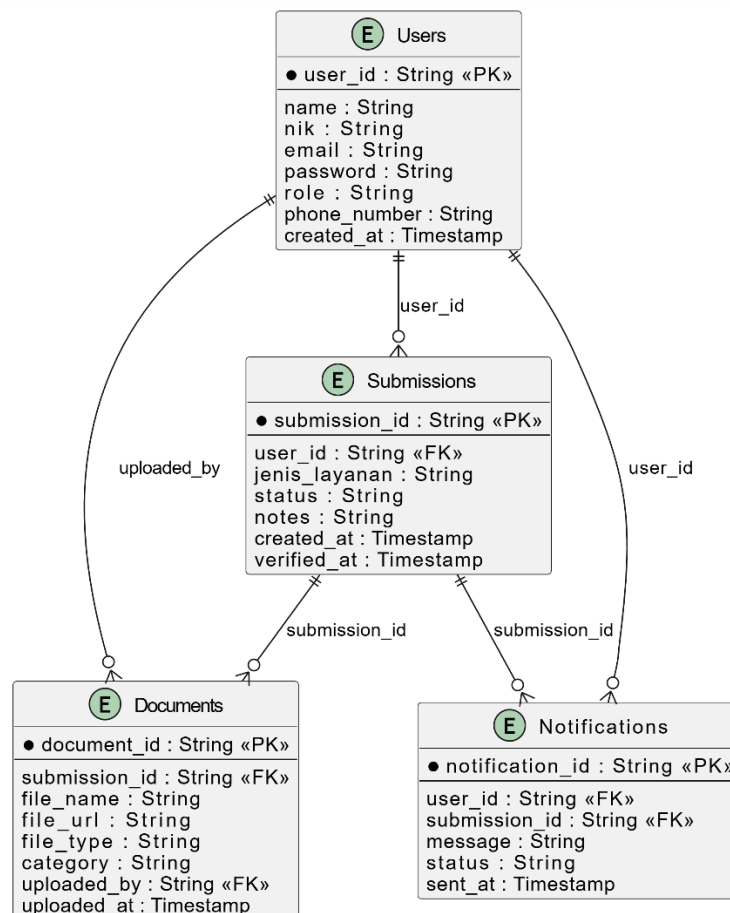 E Users
● user_id : String «PK»
name : String
nik : String
email : String
password : String
role : String
phone_number : String
created_at : Timestamp
user_id
E Submissions
● submission_id : String «PK»
user_id : String «FK»
jenis_layanan : String
status : String
notes : String
created_at : Timestamp
verified_at : Timestamp
uploaded_by
user_id
submission_id
submission_id
E Documents
● document_id : String «PK»
submission_id : String «FK»
file_name : String
file_url : String
file_type : String
category : String
uploaded_by : String «FK»
uploaded_at : Timestamp
E Notifications
● notification_id : String «PK»
user_id : String «FK»
submission_id : String «FK»
message : String
status : String
sent_at : Timestamp